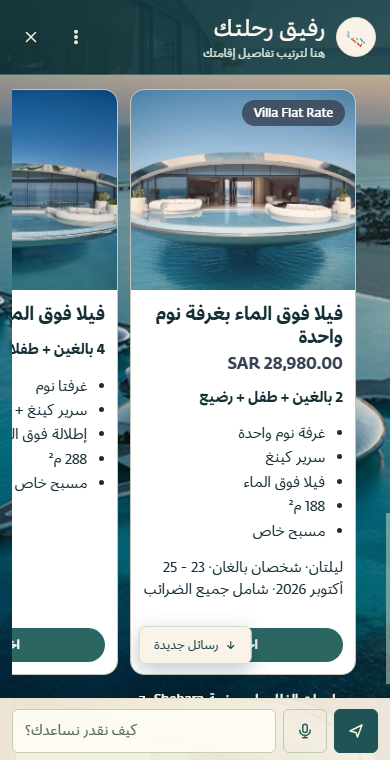 رفيق رحلتك
هنا لترتيب تفاصيل إقامتك
Villa Flat Rate
فيلا فوق الماء بغرفة نوم
واحدة
SAR 28,980.00
2 بالغين + طفل + رضيع
غرفة نوم واحدة
سرير كينغ
فيلا فوق الماء
188 م²
مسبح خاص
ليلتان· شخصان بالغان· 23 - 25
أكتوبر 2026· شامل جميع الضرائب
فيلا فوق
4 بالغين +
غرفتا نوم
سرير كينغ +
إطلالة فوق
288 م²
مسبح خاص
رسائل جديدة
Shebara
كيف نقدر نساعدك؟